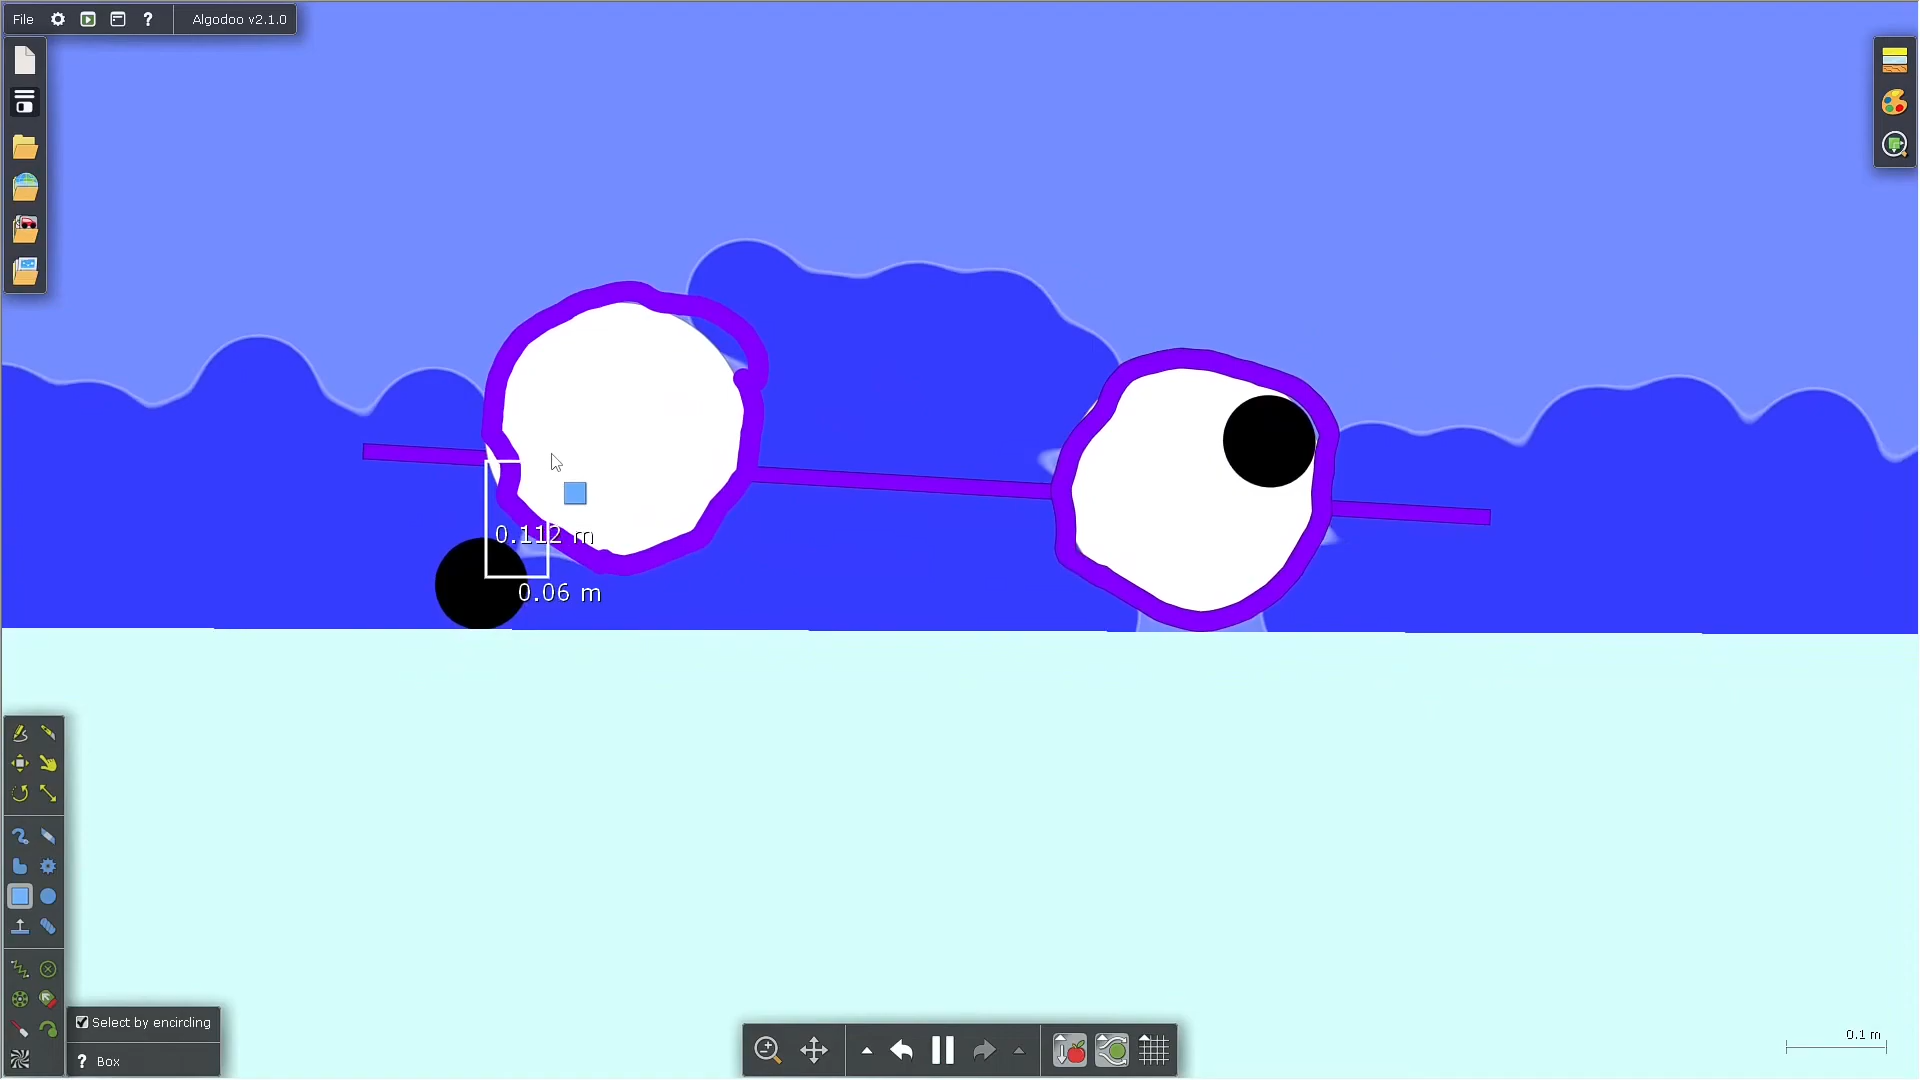 File ? Algodoo v2.1.0
0.112 m
0.06 m
Select by encircling
? Box
0.1 m